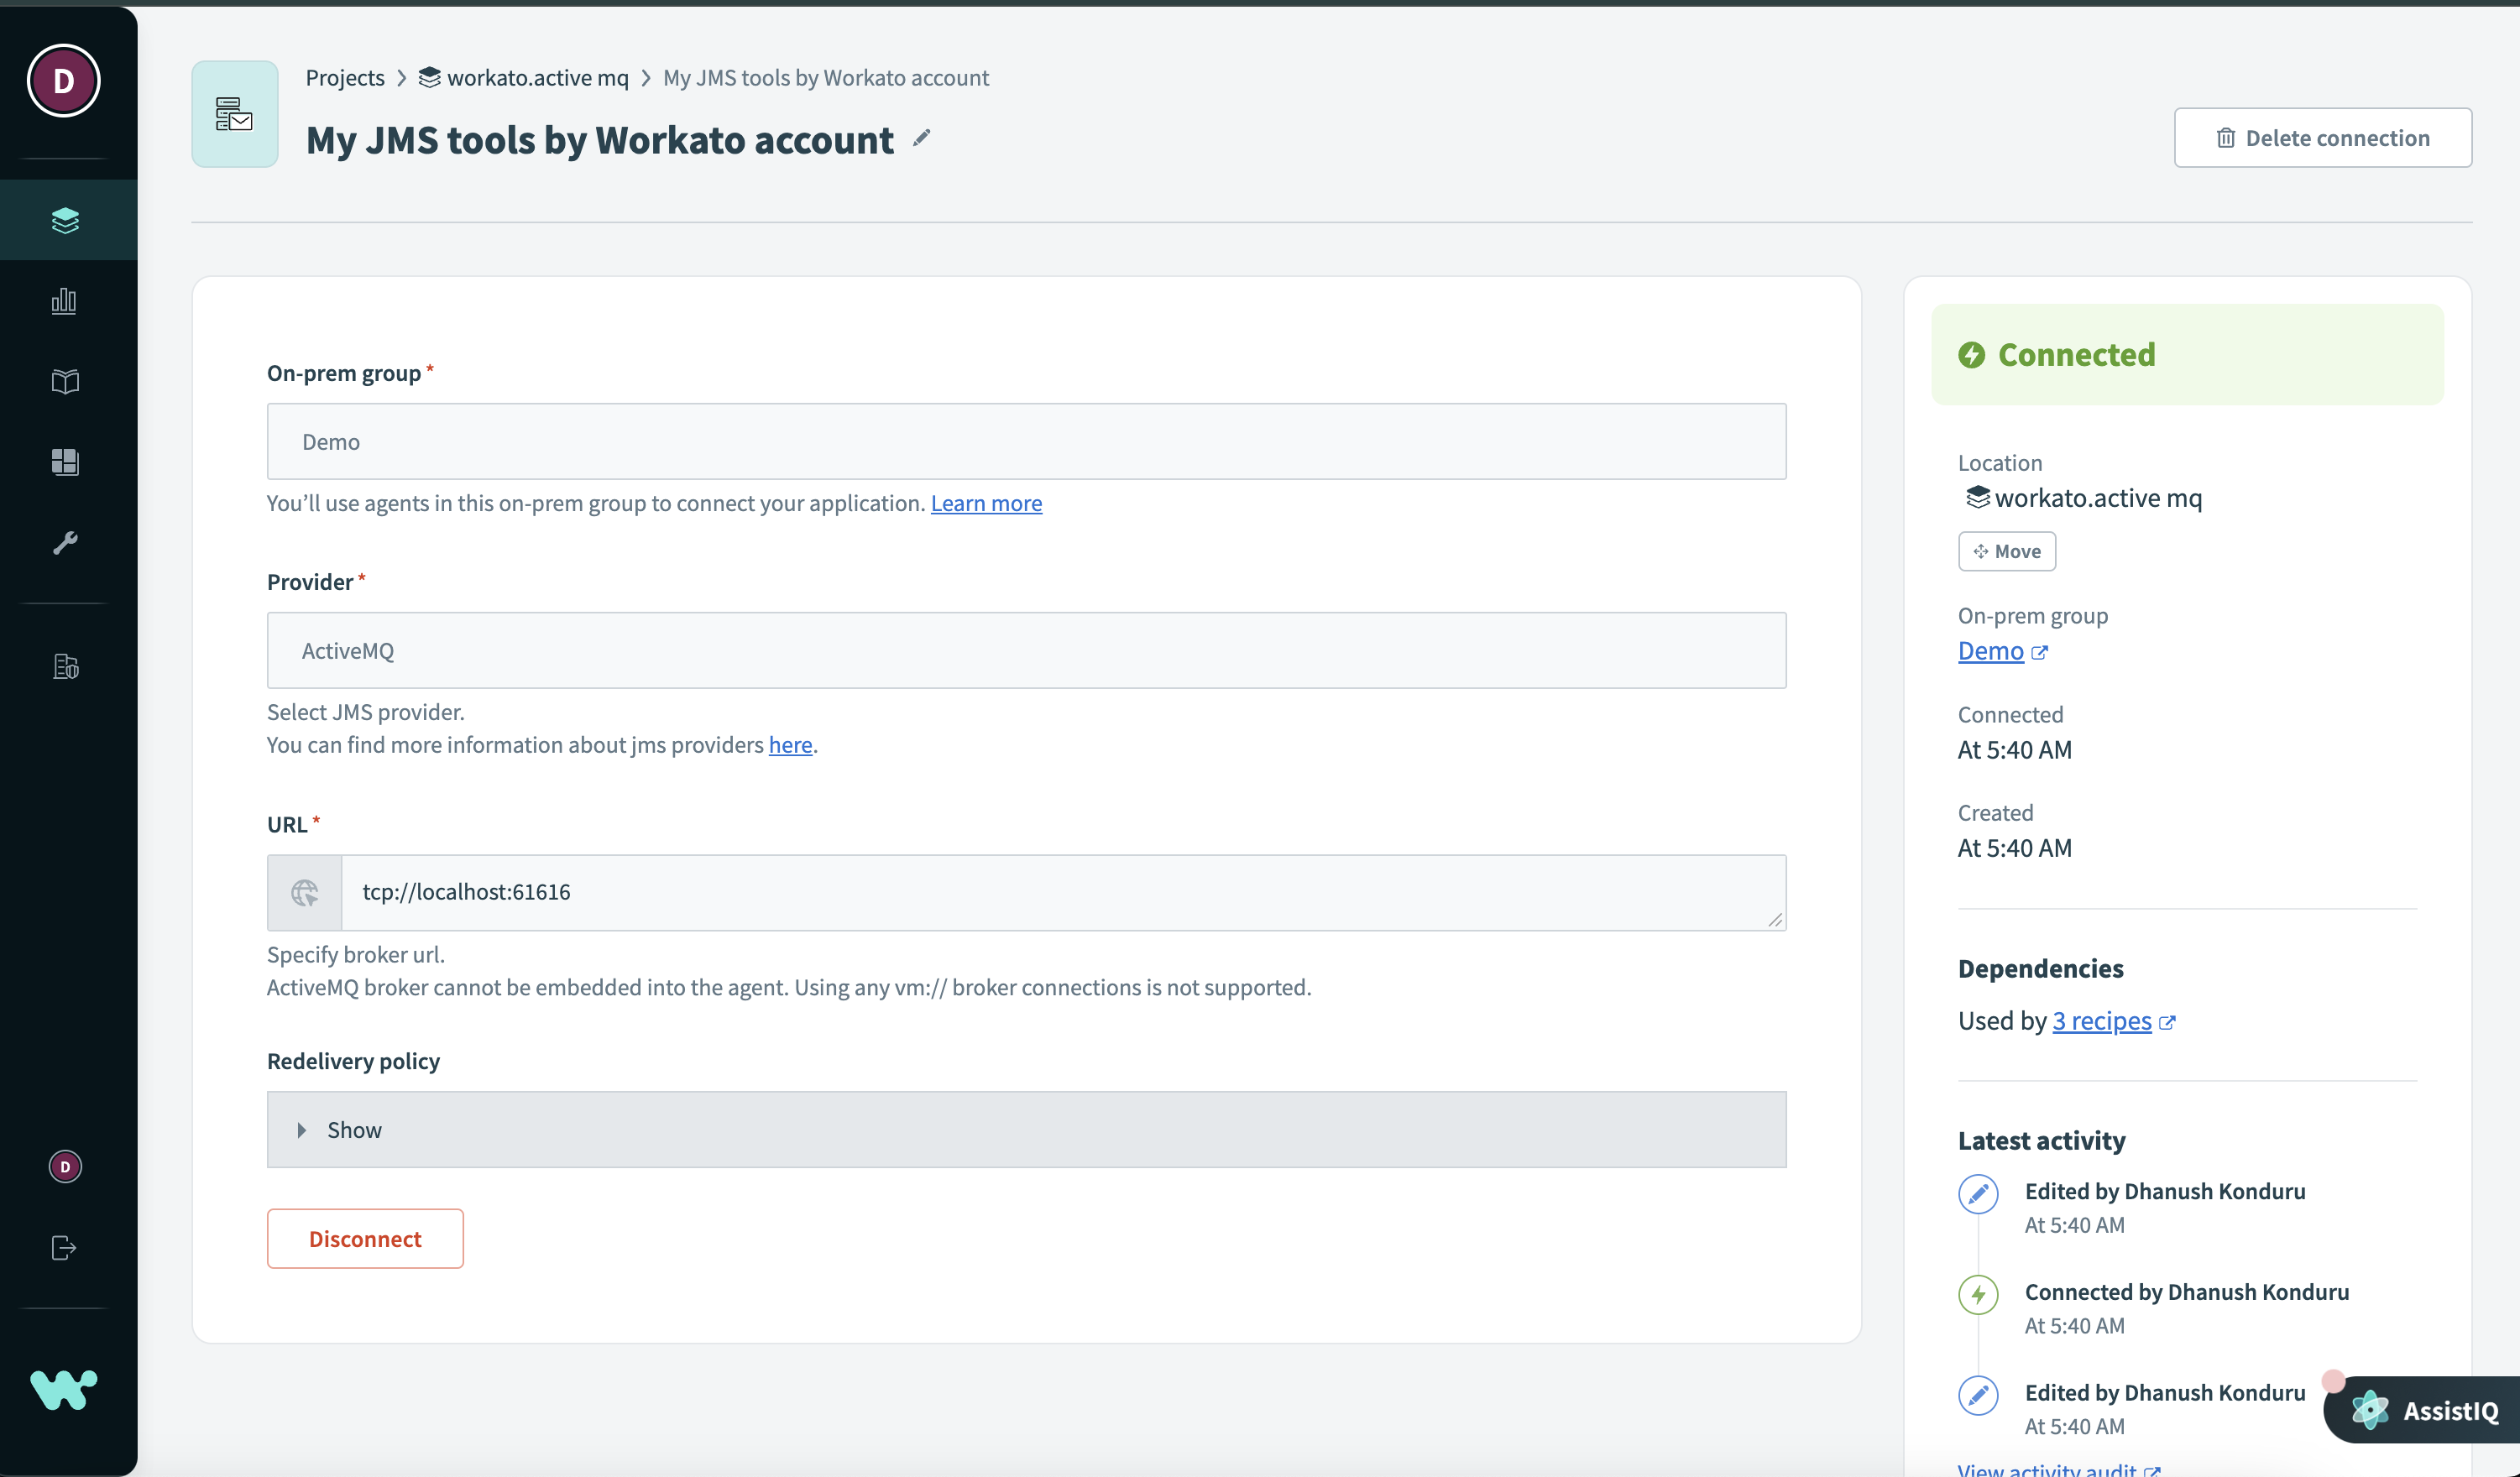 D
Projects > workato.active mq > My JMS tools by Workato account
My JMS tools by Workato account
Delete connection
On-prem group *
Demo
You’ll use agents in this on-prem group to connect your application. Learn more
Provider *
ActiveMQ
Select JMS provider.
You can find more information about jms providers here.
URL *
tcp://localhost:61616
Specify broker url.
ActiveMQ broker cannot be embedded into the agent. Using any vm:// broker connections is not supported.
Redelivery policy
Show
Disconnect
Connected
Location
workato.active mq
Move
On-prem group
Demo
Connected
At 5:40 AM
Created
At 5:40 AM
Dependencies
Used by 3 recipes
Latest activity
Edited by Dhanush Konduru
At 5:40 AM
Connected by Dhanush Konduru
At 5:40 AM
Edited by Dhanush Konduru
At 5:40 AM
View activity audit
AssistIQ
D